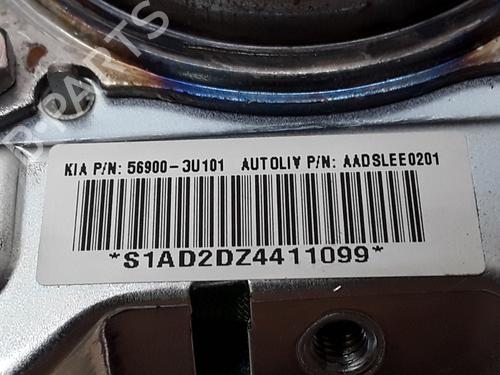 KIA P/N: 56900-3U101 AUTOLIV P/N: AADSLEE0201
*S1AD2DZ4411099*
B-PARTS